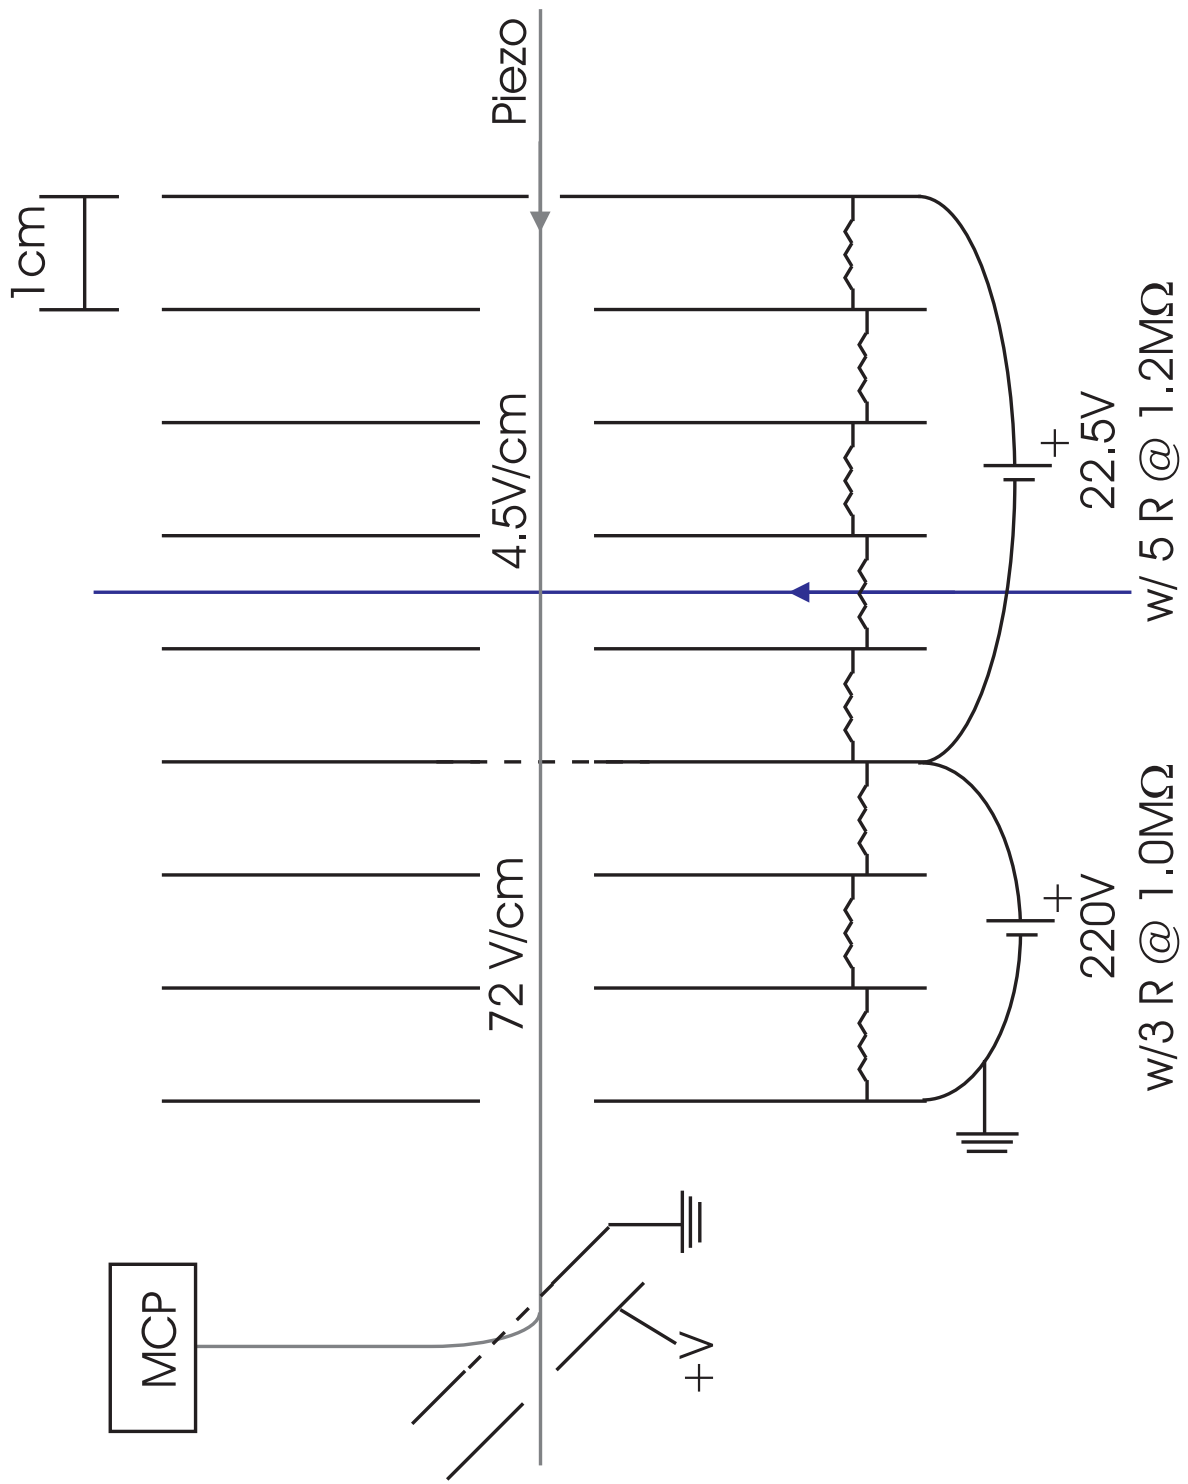 1cm
Piezo
4.5V/cm
72 V/cm
+
22.5V
w/ 5 R @ 1.2MΩ
+
220V
w/3 R @ 1.0MΩ
MCP
+V